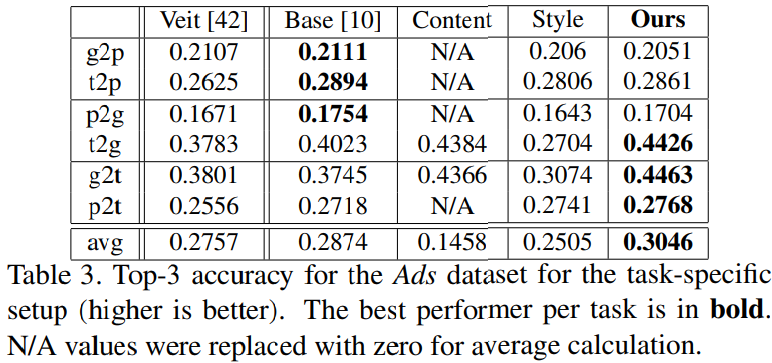 Veit [42] Base [10] Content Style Ours
g2p 0.2107 0.2111 N/A 0.206 0.2051
t2p 0.2625 0.2894 N/A 0.2806 0.2861
p2g 0.1671 0.1754 N/A 0.1643 0.1704
t2g 0.3783 0.4023 0.4384 0.2704 0.4426
g2t 0.3801 0.3745 0.4366 0.3074 0.4463
p2t 0.2556 0.2718 N/A 0.2741 0.2768
avg 0.2757 0.2874 0.1458 0.2505 0.3046
Table 3. Top-3 accuracy for the Ads dataset for the task-specific
setup (higher is better). The best performer per task is in bold.
N/A values were replaced with zero for average calculation.